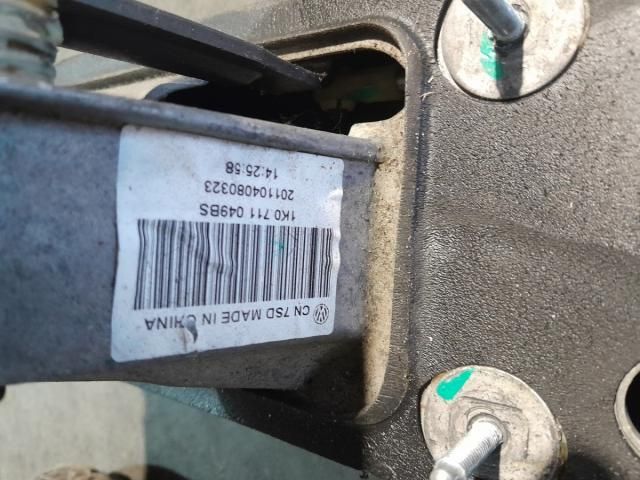 CN 7SD MADE IN CHINA
1K0 711 049BS
201104080323
14:25:58